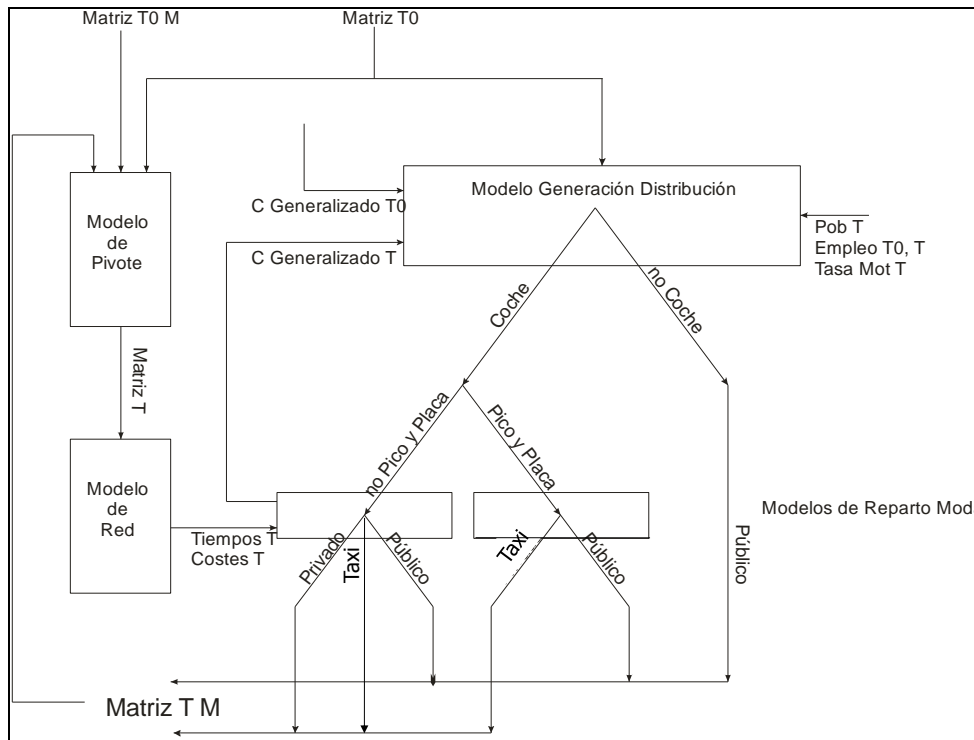 Matriz T0 M
Matriz T0
C Generalizado T0
Modelo Generación Distribución
Modelo
de
Pivote
C Generalizado T
Pob T
Empleo T0, T
Tasa Mot T
Coche
no Coche
Matriz T
no Pico y Placa
Pico y Placa
Modelo
de
Red
Modelos de Reparto Mod
Tiempos T
Costes T
Privado
Taxi
Público
Taxi
Público
Público
Matriz T M